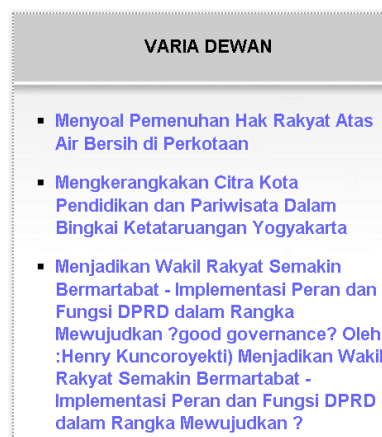 VARIA DEWAN
Menyoal Pemenuhan Hak Rakyat Atas
Air Bersih di Perkotaan
Mengkerangkakan Citra Kota
Pendidikan dan Pariwisata Dalam
Bingkai Ketataruangan Yogyakarta
Menjadikan Wakil Rakyat Semakin
Bermartabat - Implementasi Peran dan
Fungsi DPRD dalam Rangka
Mewujudkan ?good governance? Oleh
:Henry Kuncoroyekti) Menjadikan Wakil
Rakyat Semakin Bermartabat -
Implementasi Peran dan Fungsi DPRD
dalam Rangka Mewujudkan ?